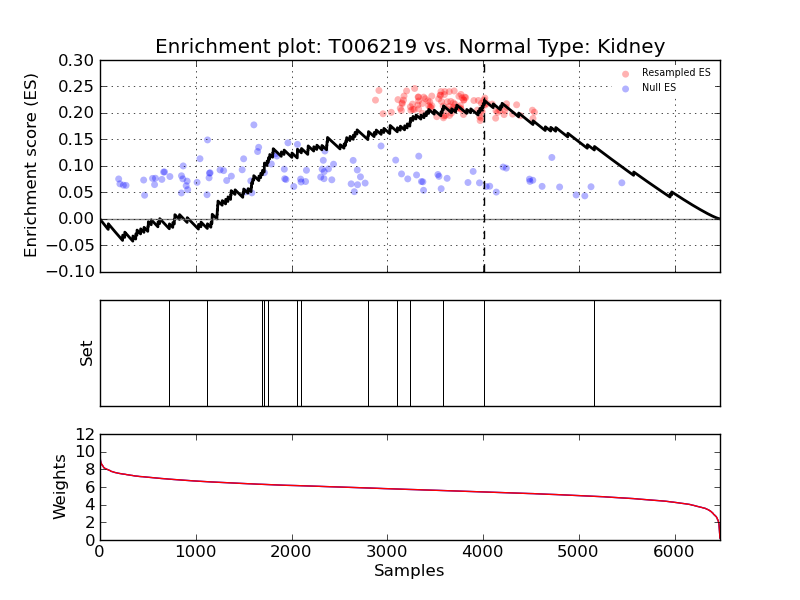 Enrichment plot: T006219 vs. Normal Type: Kidney
Enrichment score (ES)
0.30
0.25
0.20
0.15
0.10
0.05
0.00
−0.05
−0.10
Resampled ES
Null ES
Set
Weights
12
10
8
6
4
2
0
0 1000 2000 3000 4000 5000 6000
Samples